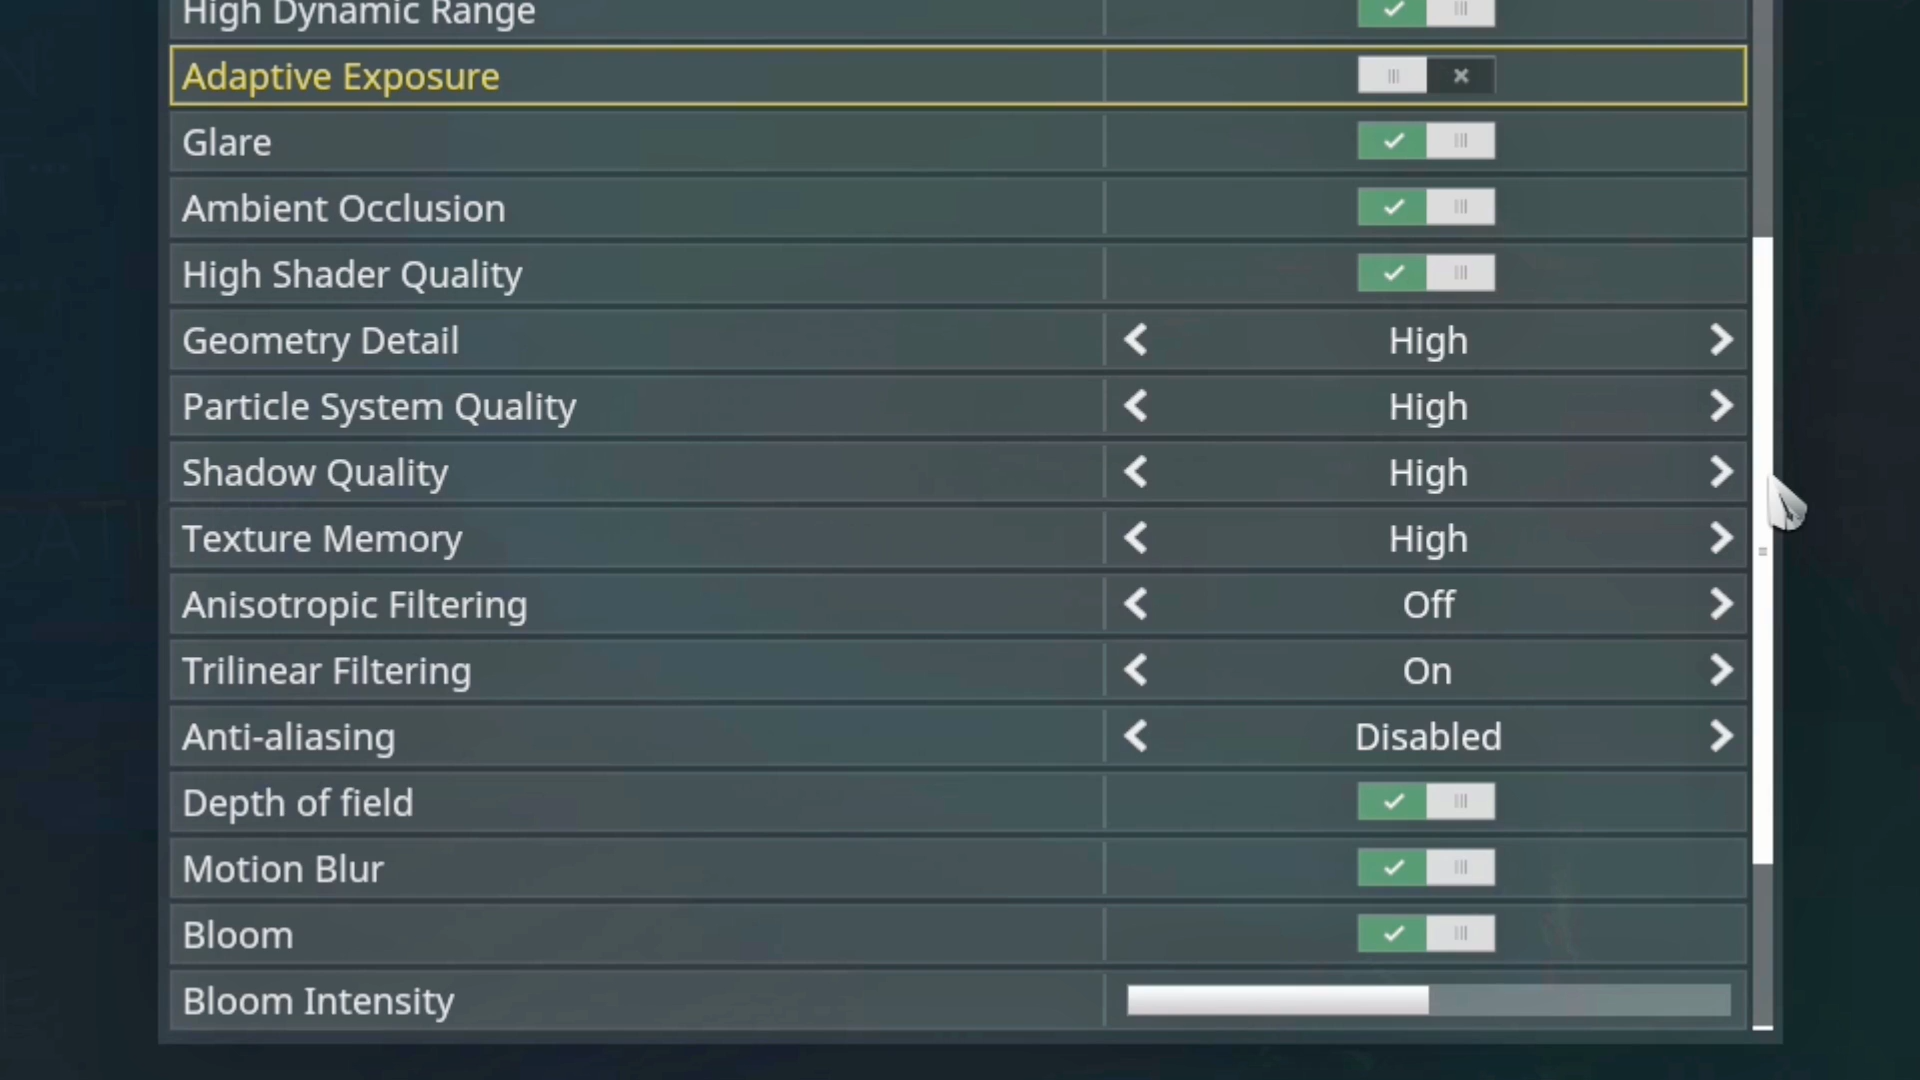 High Dynamic Range
Adaptive Exposure
Glare
Ambient Occlusion
High Shader Quality
Geometry Detail High
Particle System Quality High
Shadow Quality High
Texture Memory High
Anisotropic Filtering Off
Trilinear Filtering On
Anti-aliasing Disabled
Depth of field
Motion Blur
Bloom
Bloom Intensity